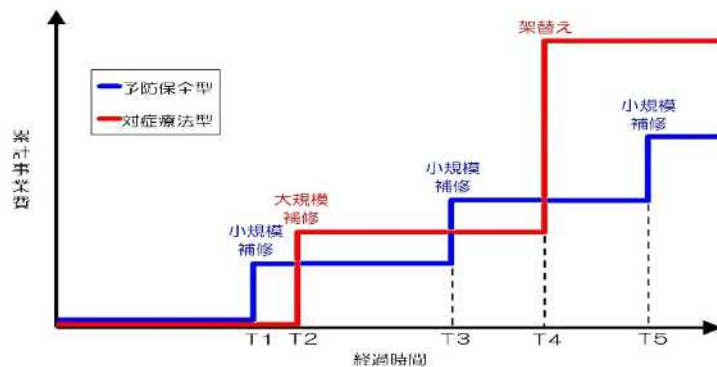 架替え
予防保全型
対症療法型
小規模
補修
小規模
補修
大規模
補修
小規模
補修
累計事業費
T1
T2
T3
T4
T5
経過時間